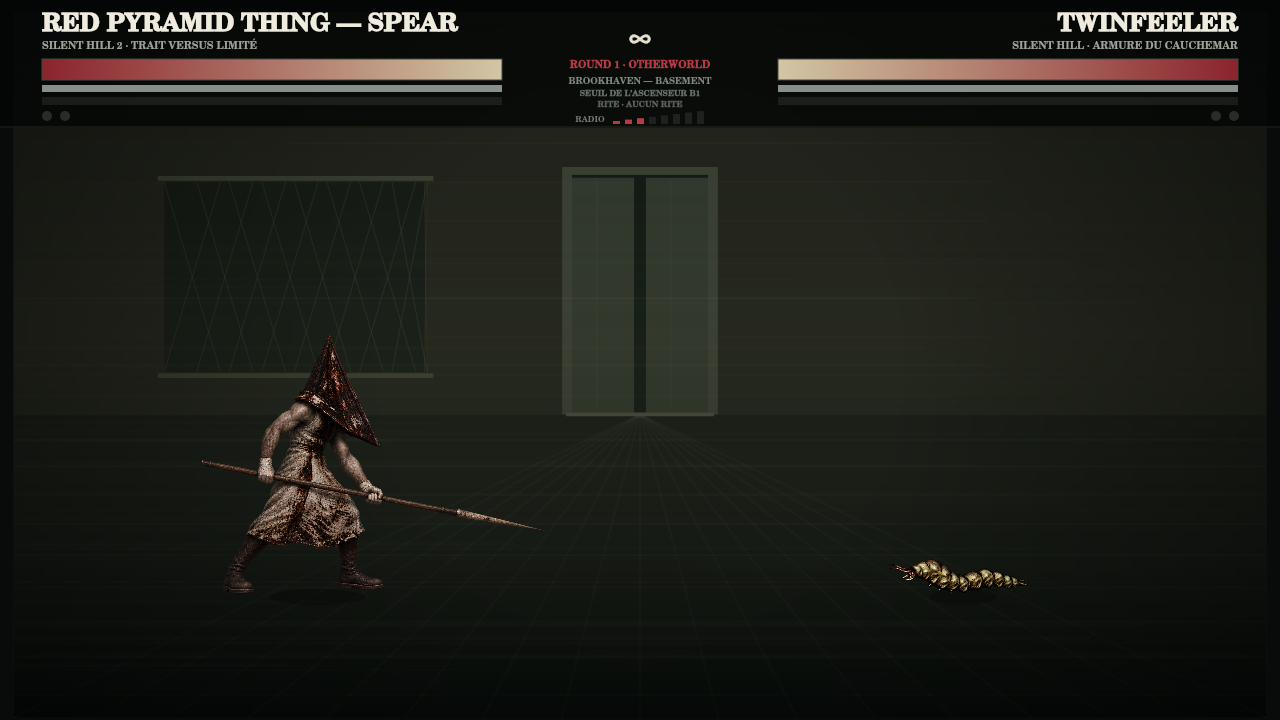 RED PYRAMID THING — SPEAR
SILENT HILL 2 · TRAIT VERSUS LIMITÉ
∞
ROUND 1 · OTHERWORLD
BROOKHAVEN — BASEMENT
SEUIL DE L'ASCENSEUR B1
RITE · AUCUN RITE
RADIO
TWINFEELER
SILENT HILL · ARMURE DU CAUCHEMAR